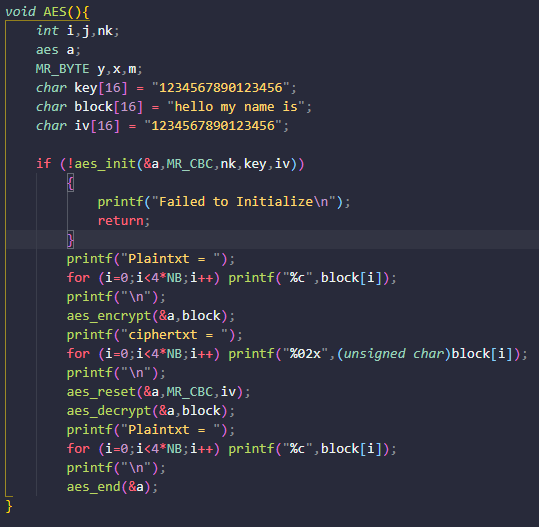 void AES(){
int i,j,nk;
aes a;
MR_BYTE y,x,m;
char key[16] = "1234567890123456";
char block[16] = "hello my name is";
char iv[16] = "1234567890123456";
if (!aes_init(&a,MR_CBC,nk,key,iv))
{
printf("Failed to Initialize\n");
return;
}
printf("Plaintxt = ");
for (i=0;i<4*NB;i++) printf("%c",block[i]);
printf("\n");
aes_encrypt(&a,block);
printf("ciphertxt = ");
for (i=0;i<4*NB;i++) printf("%02x",(unsigned char)block[i]);
printf("\n");
aes_reset(&a,MR_CBC,iv);
aes_decrypt(&a,block);
printf("Plaintxt = ");
for (i=0;i<4*NB;i++) printf("%c",block[i]);
printf("\n");
aes_end(&a);
}